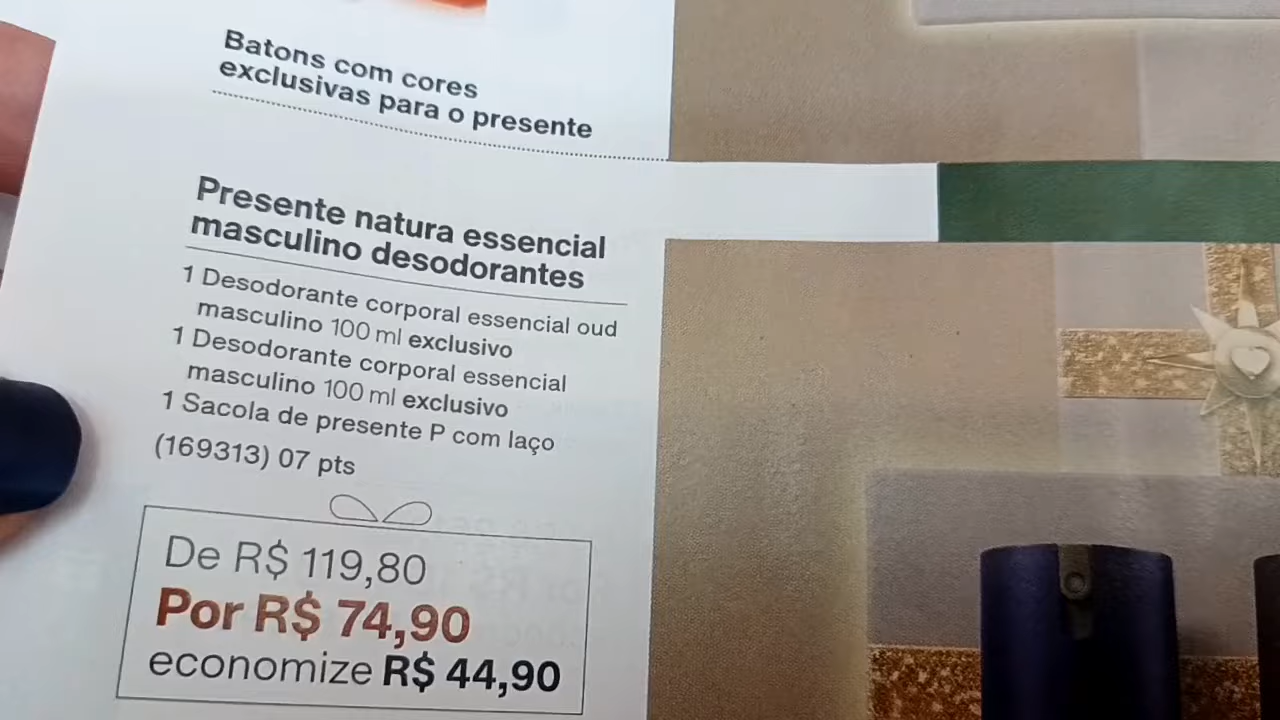 Batons com cores
exclusivas para o presente
Presente natura essencial
masculino desodorantes
1 Desodorante corporal essencial oud
masculino 100 ml exclusivo
1 Desodorante corporal essencial
masculino 100 ml exclusivo
1 Sacola de presente P com laço
(169313) 07 pts
De R$ 119,80
Por R$ 74,90
economize R$ 44,90